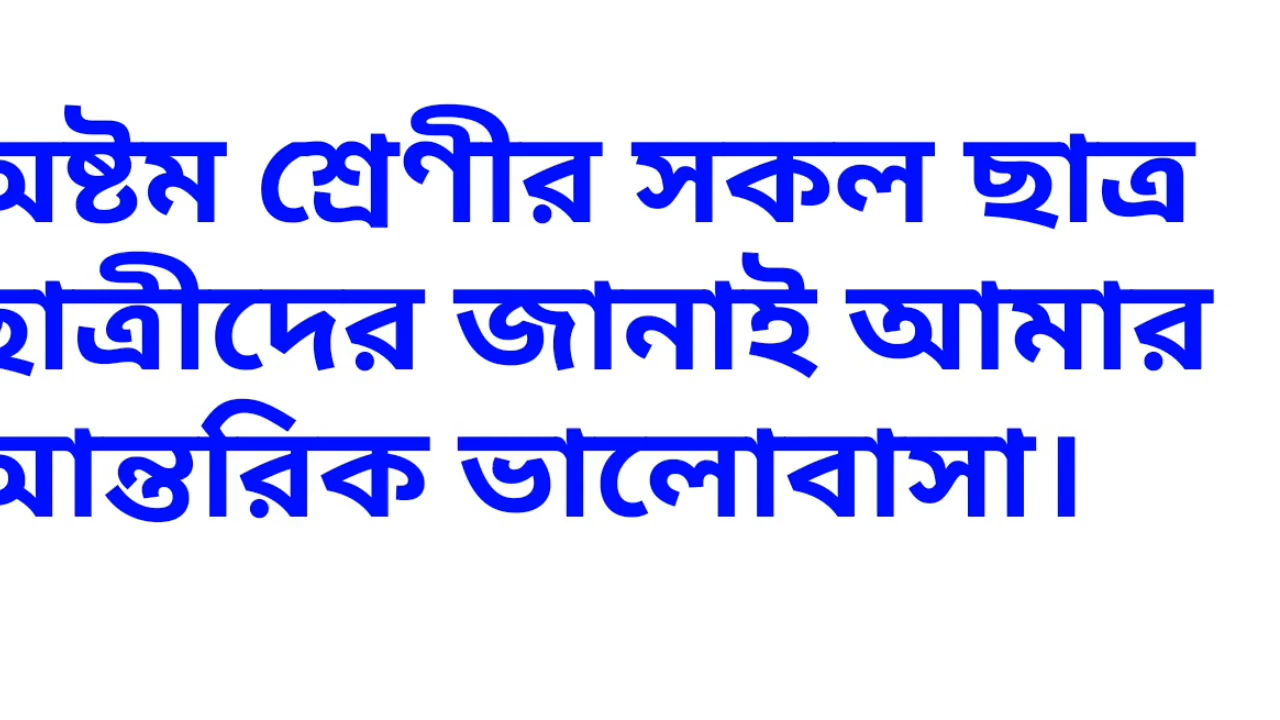 অষ্টম শ্রেণীর সকল ছাত্র
ছাত্রীদের জানাই আমার
আন্তরিক ভালোবাসা।